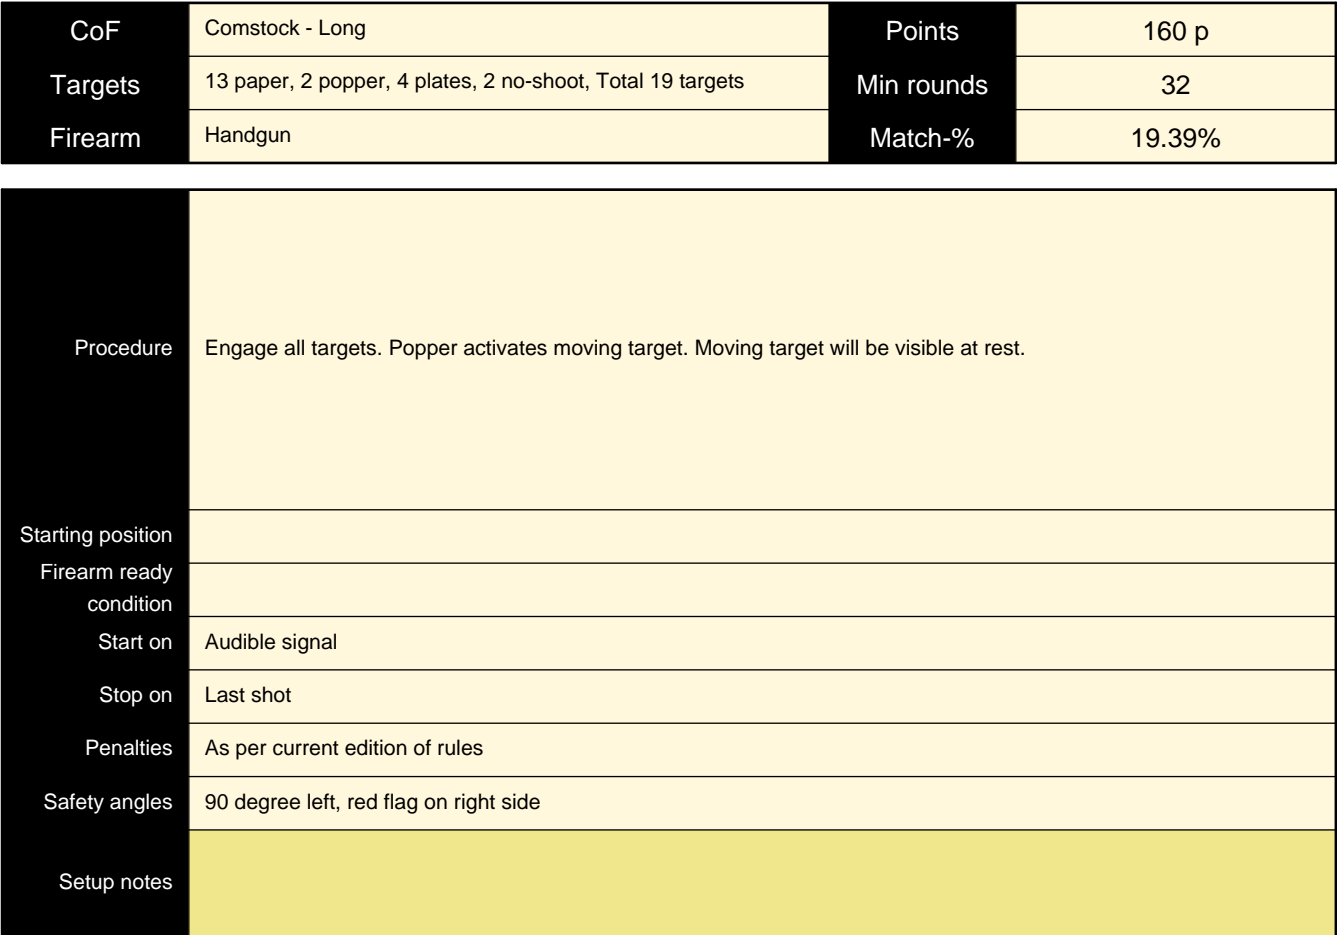 CoF Comstock - Long Points 160 p
Targets 13 paper, 2 popper, 4 plates, 2 no-shoot, Total 19 targets Min rounds 32
Firearm Handgun Match-% 19.39%
Procedure Engage all targets. Popper activates moving target. Moving target will be visible at rest.
Starting position
Firearm ready
condition
Start on Audible signal
Stop on Last shot
Penalties As per current edition of rules
Safety angles 90 degree left, red flag on right side
Setup notes